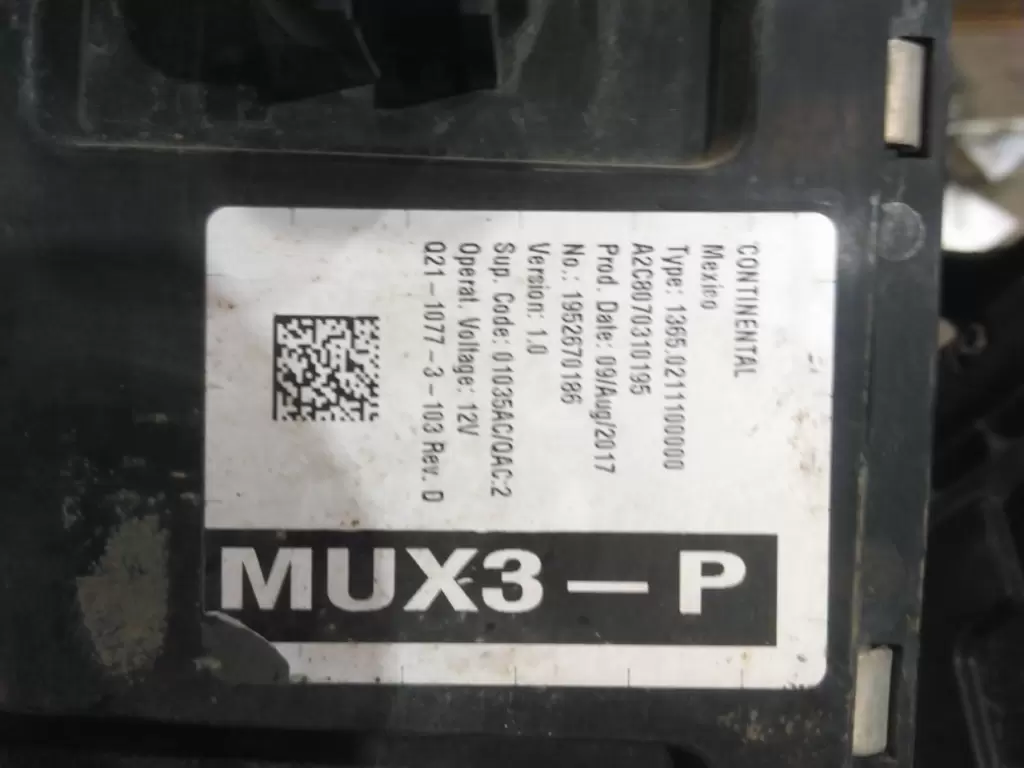 CONTINENTAL
Mexico
Type: 1365.0211100000
A2C8070310195
Prod. Date: 09/Aug/2017
No.: 1952670186
Version: 1.0
Sup. Code: 01035AC/QAC:2
Operat. Voltage: 12V
Q21-1077-3-103 Rev. D
MUX3 – P